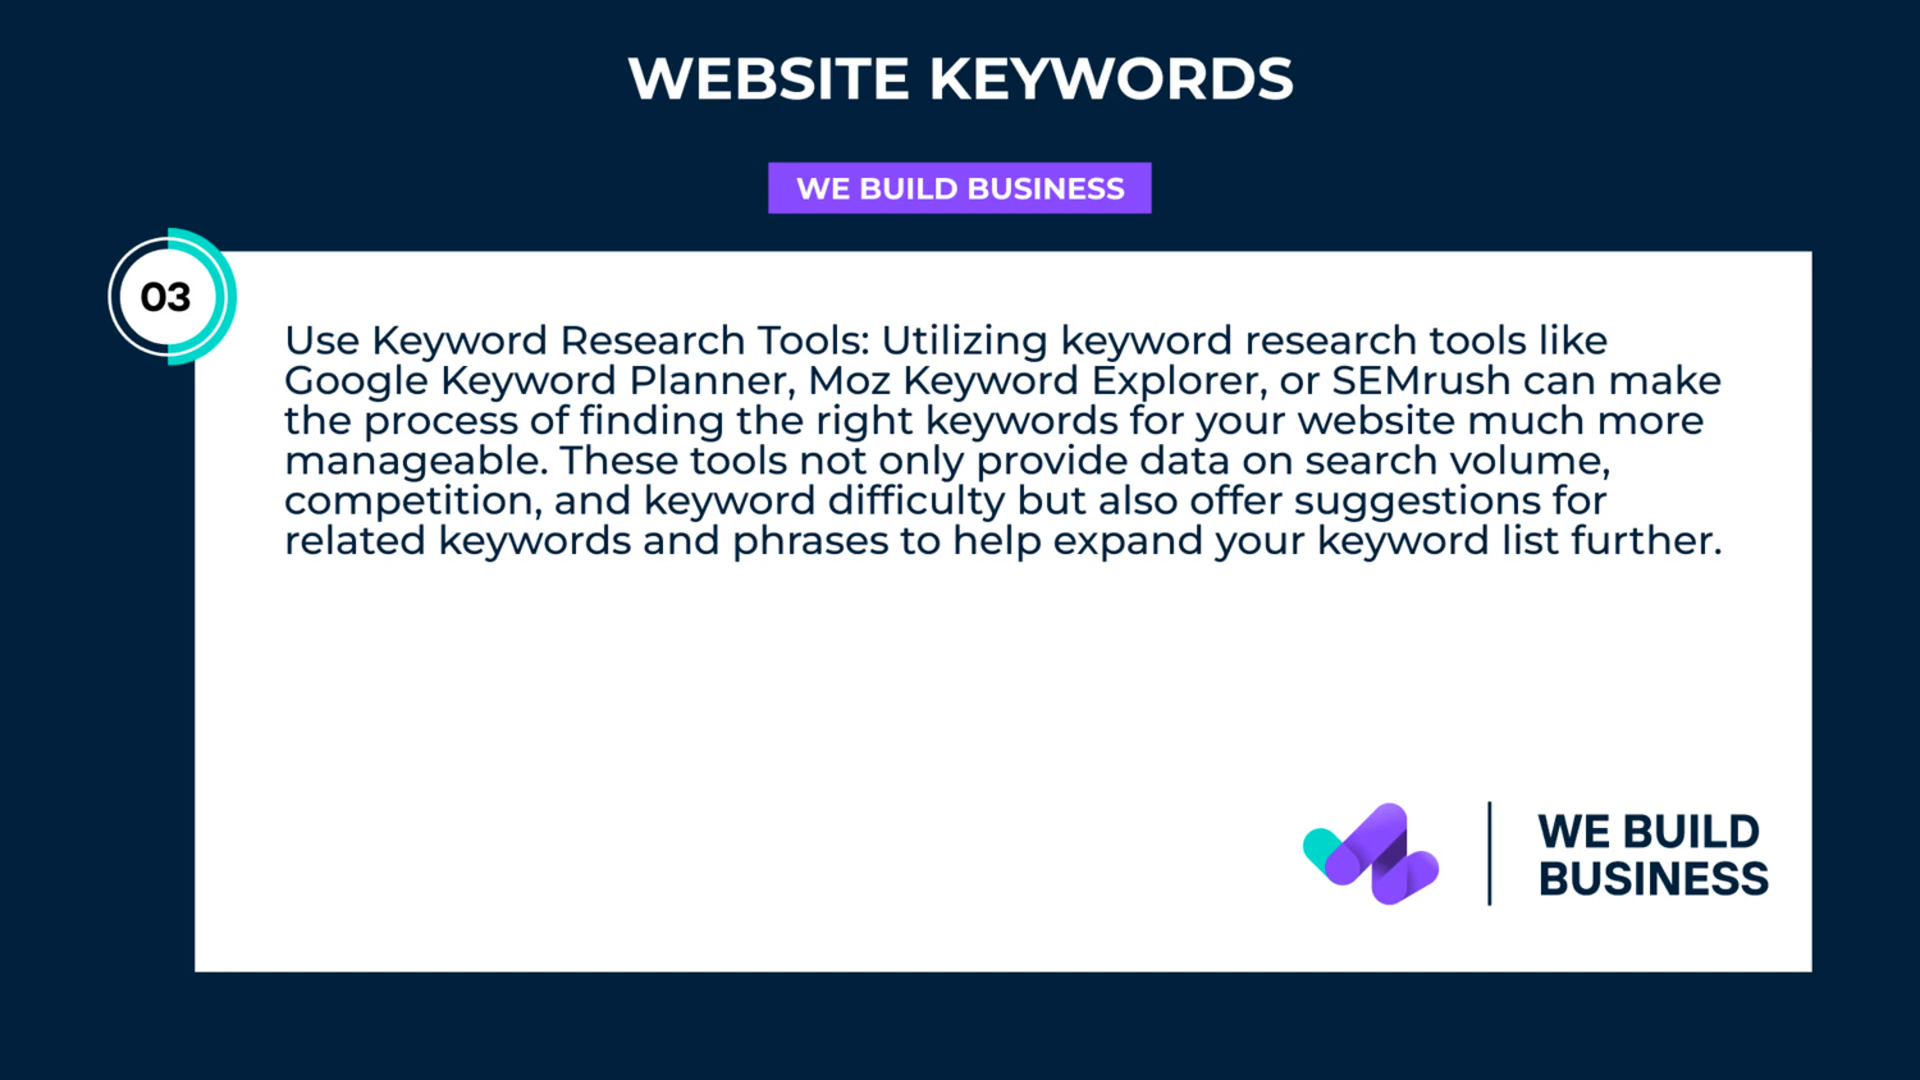 WEBSITE KEYWORDS
WE BUILD BUSINESS
03
Use Keyword Research Tools: Utilizing keyword research tools like
Google Keyword Planner, Moz Keyword Explorer, or SEMrush can make
the process of finding the right keywords for your website much more
manageable. These tools not only provide data on search volume,
competition, and keyword difficulty but also offer suggestions for
related keywords and phrases to help expand your keyword list further.
WE BUILD
BUSINESS